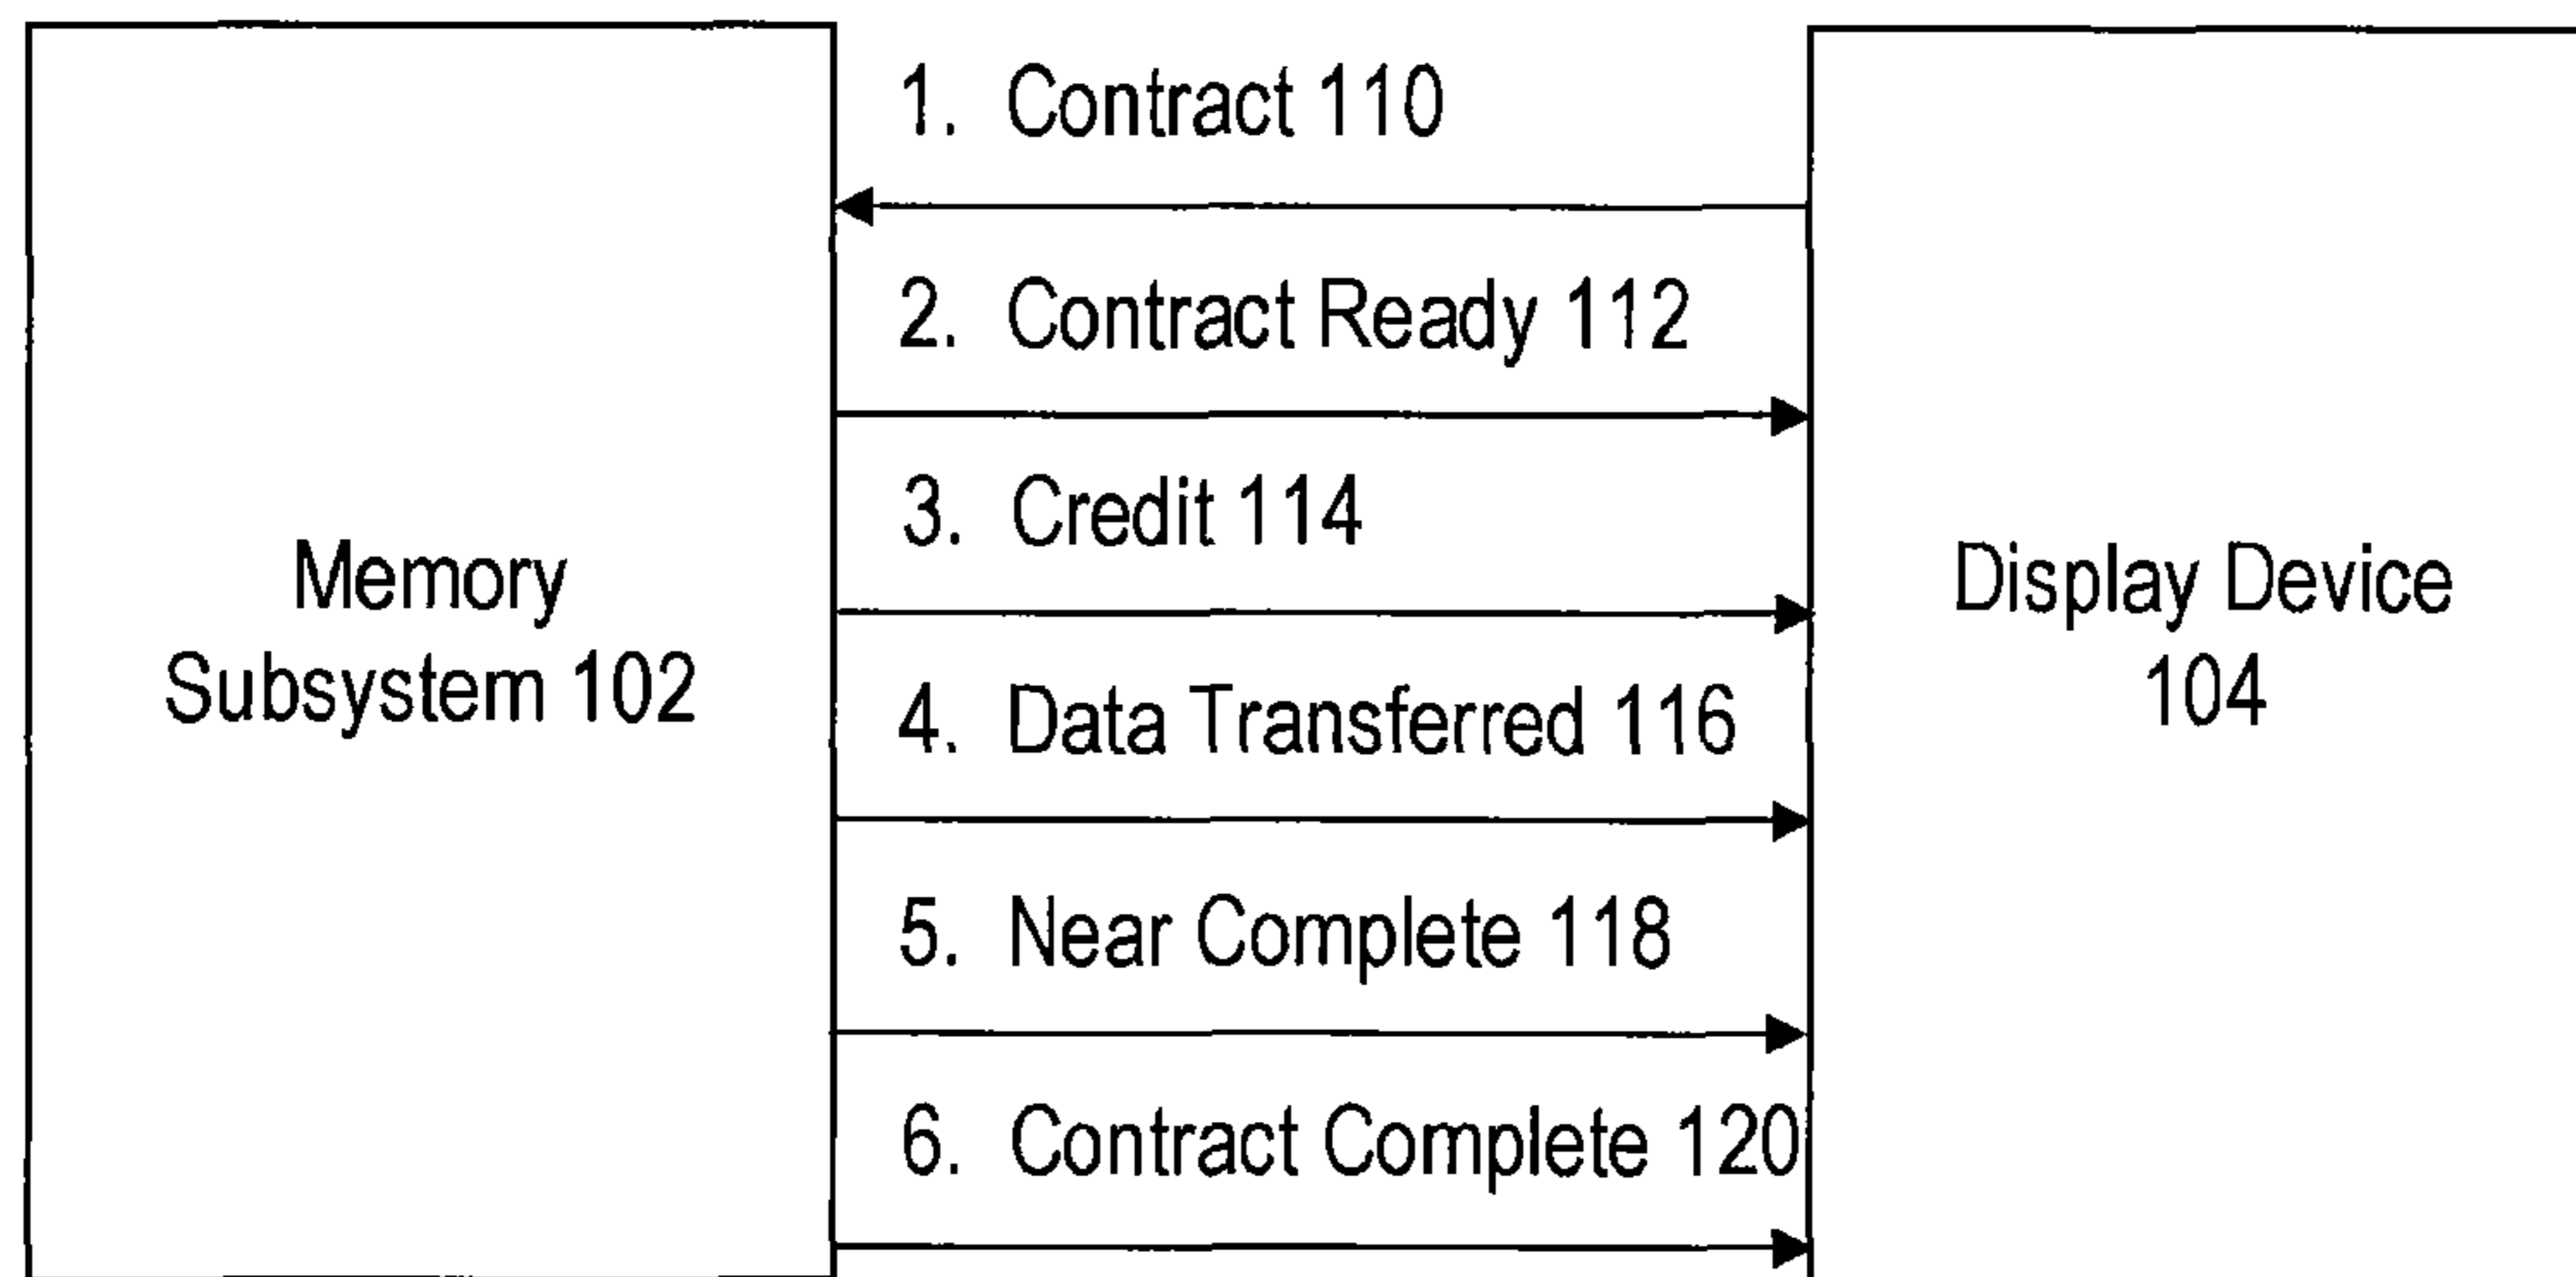 Memory
Subsystem 102
1. Contract 110
2. Contract Ready 112
3. Credit 114
4. Data Transferred 116
5. Near Complete 118
6. Contract Complete 120
Display Device
104